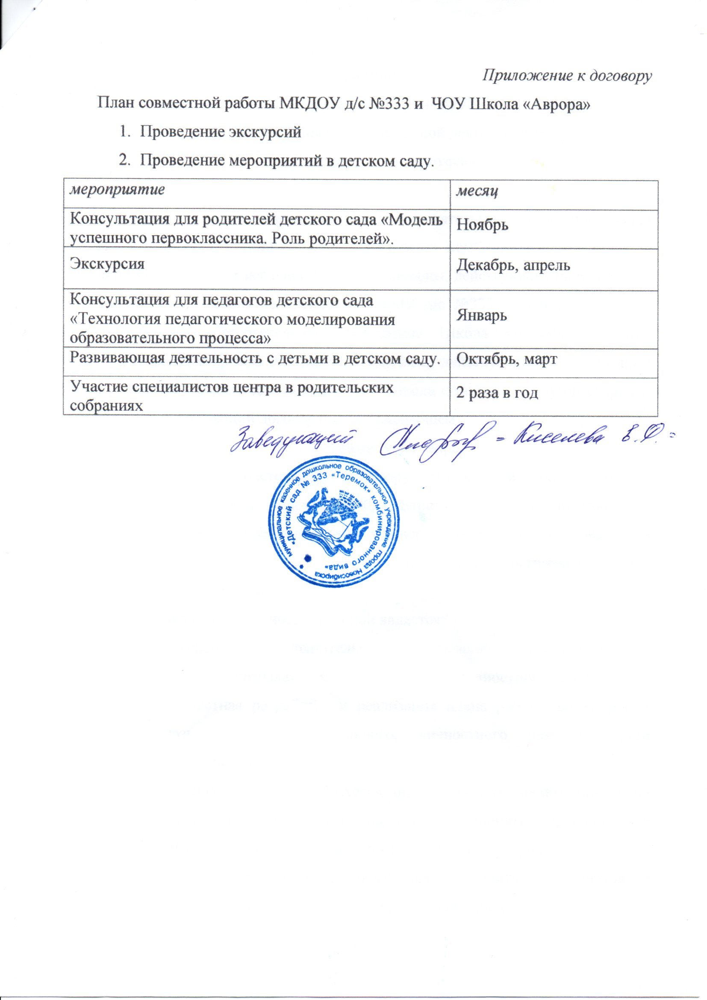 Приложение к договору
План совместной работы МКДОУ д/с №333 и ЧОУ Школа «Аврора»
1. Проведение экскурсий
2. Проведение мероприятий в детском саду.
мероприятие
месяц
Консультация для родителей детского сада «Модель
успешного первоклассника. Роль родителей».
Ноябрь
Экскурсия
Декабрь, апрель
Консультация для педагогов детского сада
«Технология педагогического моделирования
образовательного процесса»
Январь
Развивающая деятельность с детьми в детском саду.
Октябрь, март
Участие специалистов центра в родительских
собраниях
2 раза в год
Заведующий = Киселева Е.Ф. =
муниципальное казенное дошкольное образовательное учреждение города Новосибирска
«Детский сад № 333 «Теремок» комбинированного вида»